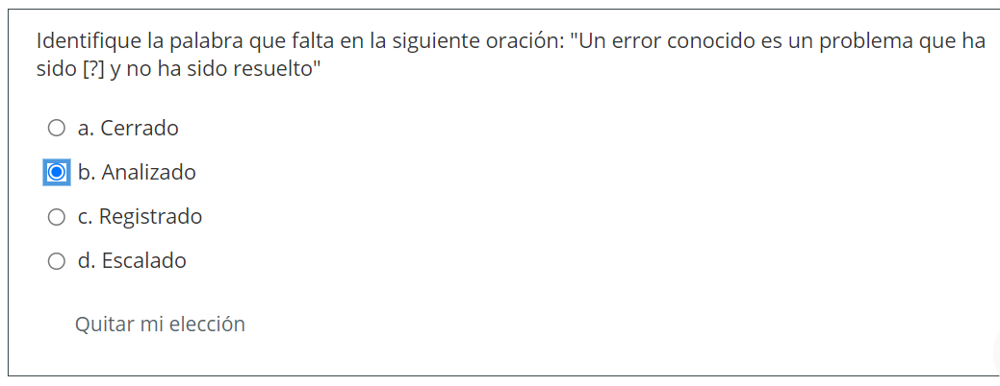 Identifique la palabra que falta en la siguiente oración: "Un error conocido es un problema que ha
sido [?] y no ha sido resuelto"
a. Cerrado
b. Analizado
c. Registrado
d. Escalado
Quitar mi elección